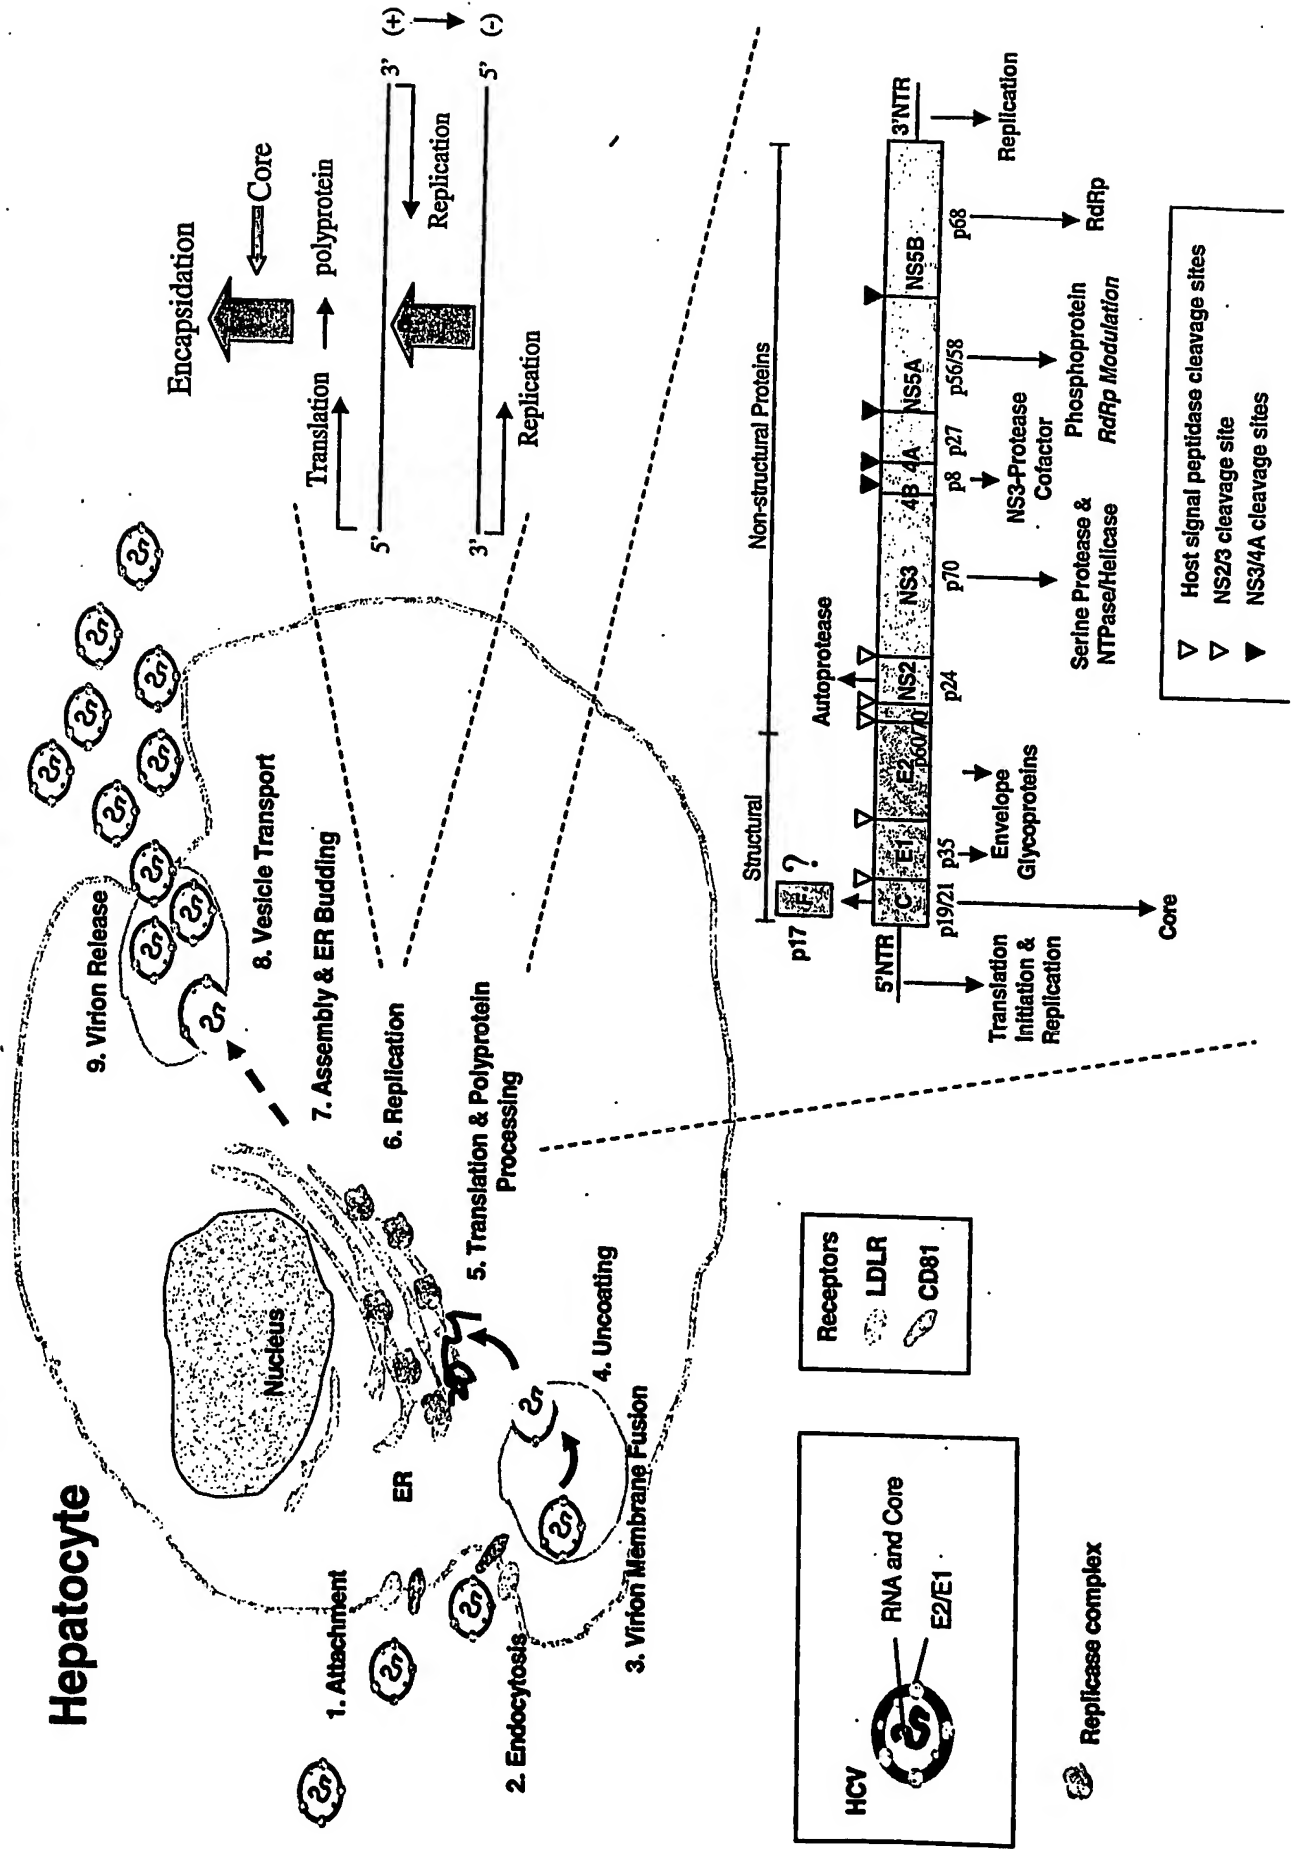 Hepatocyte
1. Attachment
2. Endocytosis
3. Virion Membrane Fusion
4. Uncoating
5. Translation & Polyprotein
Processing
6. Replication
7. Assembly & ER Budding
8. Vesicle Transport
9. Virion Release
Nucleus
ER
Encapsidation
Core
Translation
polyprotein
5'
3'
(+)
Replication
3'
5'
(-)
Replication
HCV
RNA and Core
E2/E1
Replicase complex
Receptors
LDLR
CD81
Structural
Non-structural Proteins
p17
F
?
Autoprotease
5'NTR
C
E1
E2
p60/70
NS2
NS3
4B
4A
NS5A
NS5B
3'NTR
p19/21
p35
p24
p70
p8
p27
p56/58
p68
Translation
Initiation &
Replication
Core
Envelope
Glycoproteins
Serine Protease &
NTPase/Helicase
NS3-Protease
Cofactor
Phosphoprotein
RdRp Modulation
RdRp
Replication
Host signal peptidase cleavage sites
NS2/3 cleavage site
NS3/4A cleavage sites